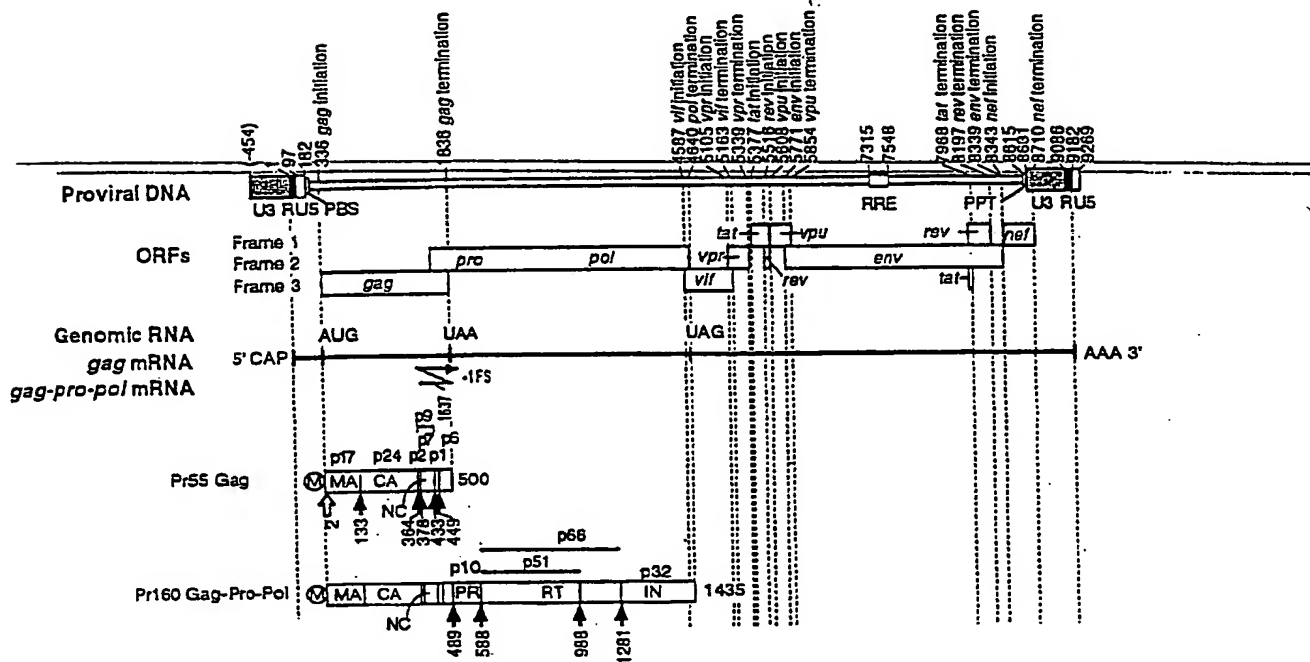 -454)
97
182
336 gag initiation
838 gag termination
4587 vif initiation
4640 pol termination
5105 vpr initiation
5163 vif termination
5339 vpr termination
5377 tat initiation
5516 rev initiation
5608 vpu initiation
5771 env initiation
5854 vpu termination
7315
7548
7968 tat termination
8197 rev termination
8339 env termination
8343 nef initiation
8615
8631
8710 nef termination
9086
9182
9269
Proviral DNA
U3 RU5 PBS RRE PPT U3 RU5
ORFs
Frame 1 tat vpu rev nef
Frame 2 pro pol vpr rev env
Frame 3 gag vif tat
Genomic RNA AUG UAA UAG
gag mRNA 5' CAP AAA 3'
gag-pro-pol mRNA -1FS
1637
p7 p6
p17 p24 p2 p1
Pr55 Gag M MA CA 500
NC
2 133 364 378 433 449
p66
p10 p51 p32
Pr160 Gag-Pro-Pol M MA CA PR RT IN 1435
NC
489 588 988 1281